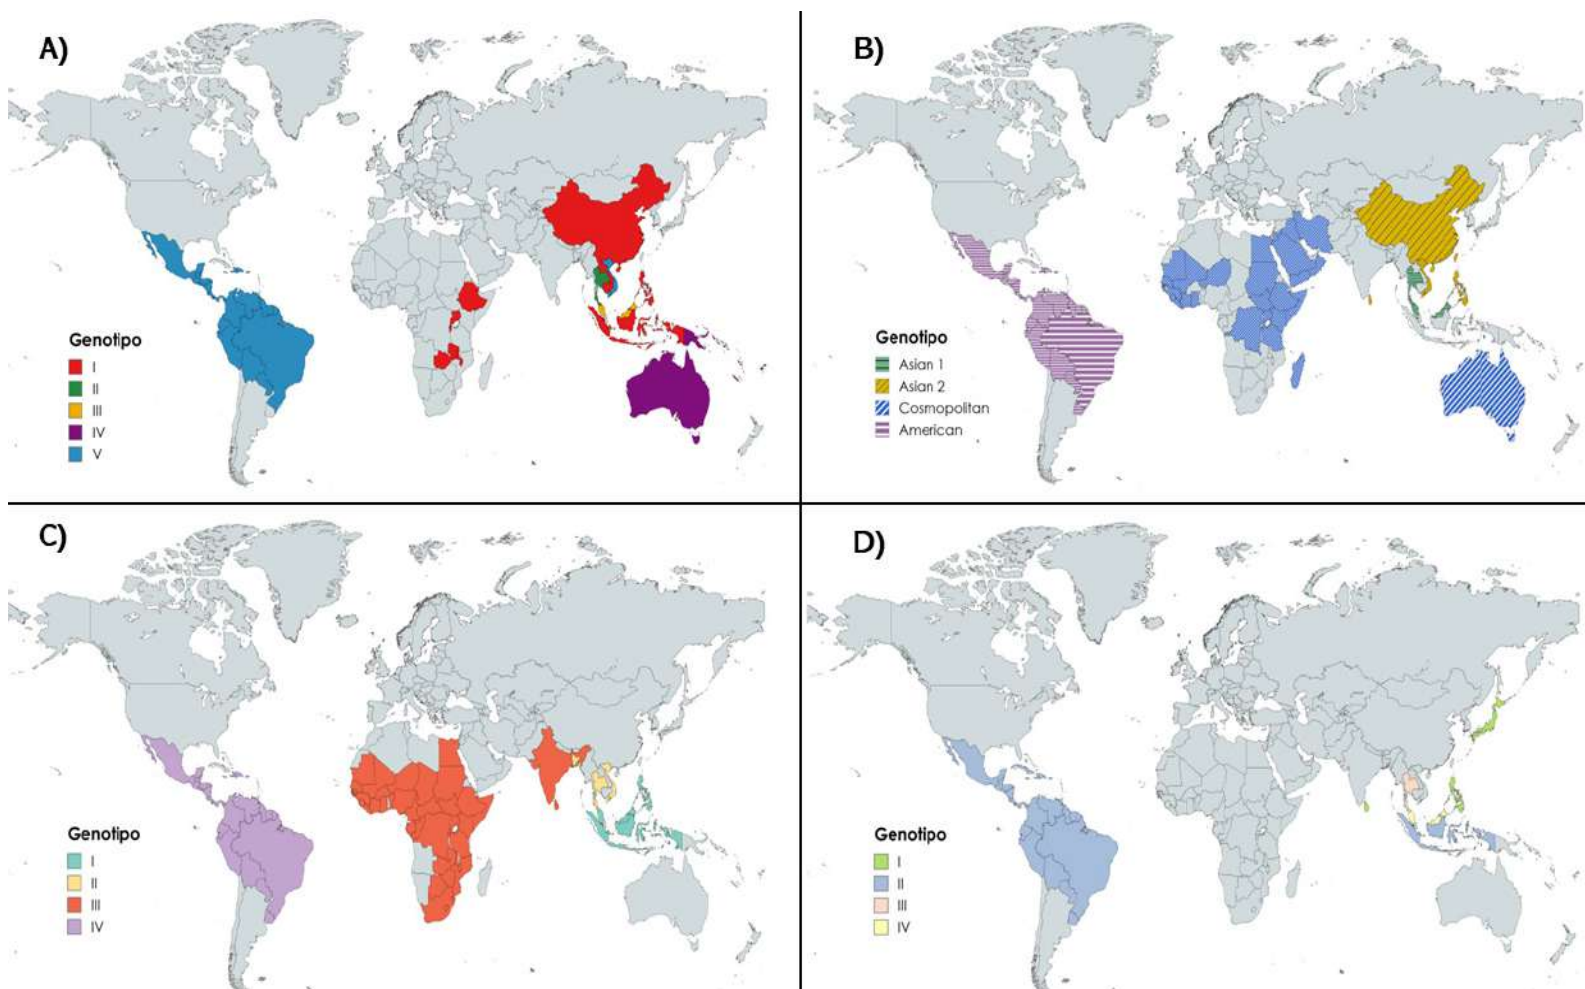 A)
Genotipo
I
II
III
IV
V
B)
Genotipo
Asian 1
Asian 2
Cosmopolitan
American
C)
Genotipo
I
II
III
IV
D)
Genotipo
I
II
III
IV